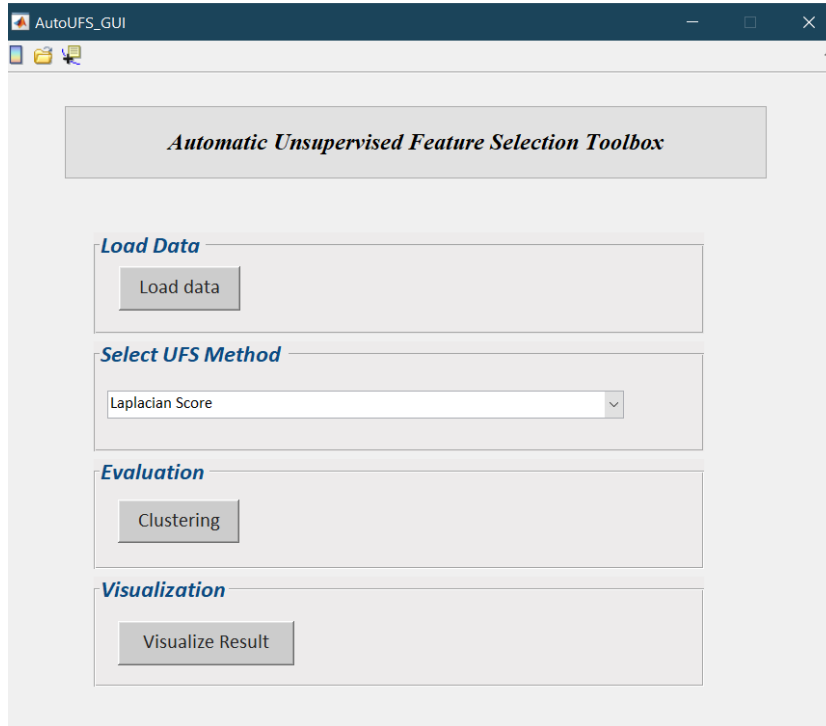 AutoUFS_GUI
Automatic Unsupervised Feature Selection Toolbox
Load Data
Load data
Select UFS Method
Laplacian Score
Evaluation
Clustering
Visualization
Visualize Result